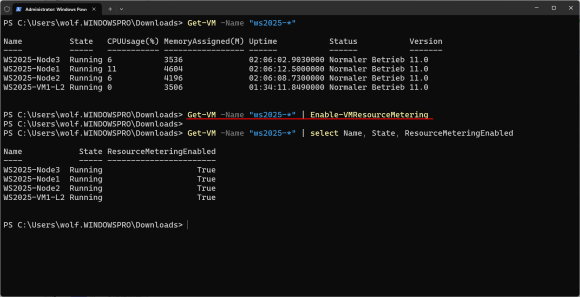 Administrator: Windows Pow
PS C:\Users\wolf.WINDOWSPRO\Downloads> Get-VM -Name "ws2025-*"
Name State CPUUsage(%) MemoryAssigned(M) Uptime Status Version
---- ----- ----------- ----------------- ------ ------ -------
WS2025-Node3 Running 6 3536 02:06:02.9030000 Normaler Betrieb 11.0
WS2025-Node1 Running 11 4604 02:06:12.5000000 Normaler Betrieb 11.0
WS2025-Node2 Running 6 4196 02:06:08.7300000 Normaler Betrieb 11.0
WS2025-VM1-L2 Running 0 3506 01:34:11.8490000 Normaler Betrieb 11.0
PS C:\Users\wolf.WINDOWSPRO\Downloads> Get-VM -Name "ws2025-*" | Enable-VMResourceMetering
PS C:\Users\wolf.WINDOWSPRO\Downloads>
PS C:\Users\wolf.WINDOWSPRO\Downloads> Get-VM -Name "ws2025-*" | select Name, State, ResourceMeteringEnabled
Name State ResourceMeteringEnabled
---- ----- -----------------------
WS2025-Node3 Running True
WS2025-Node1 Running True
WS2025-Node2 Running True
WS2025-VM1-L2 Running True
PS C:\Users\wolf.WINDOWSPRO\Downloads>